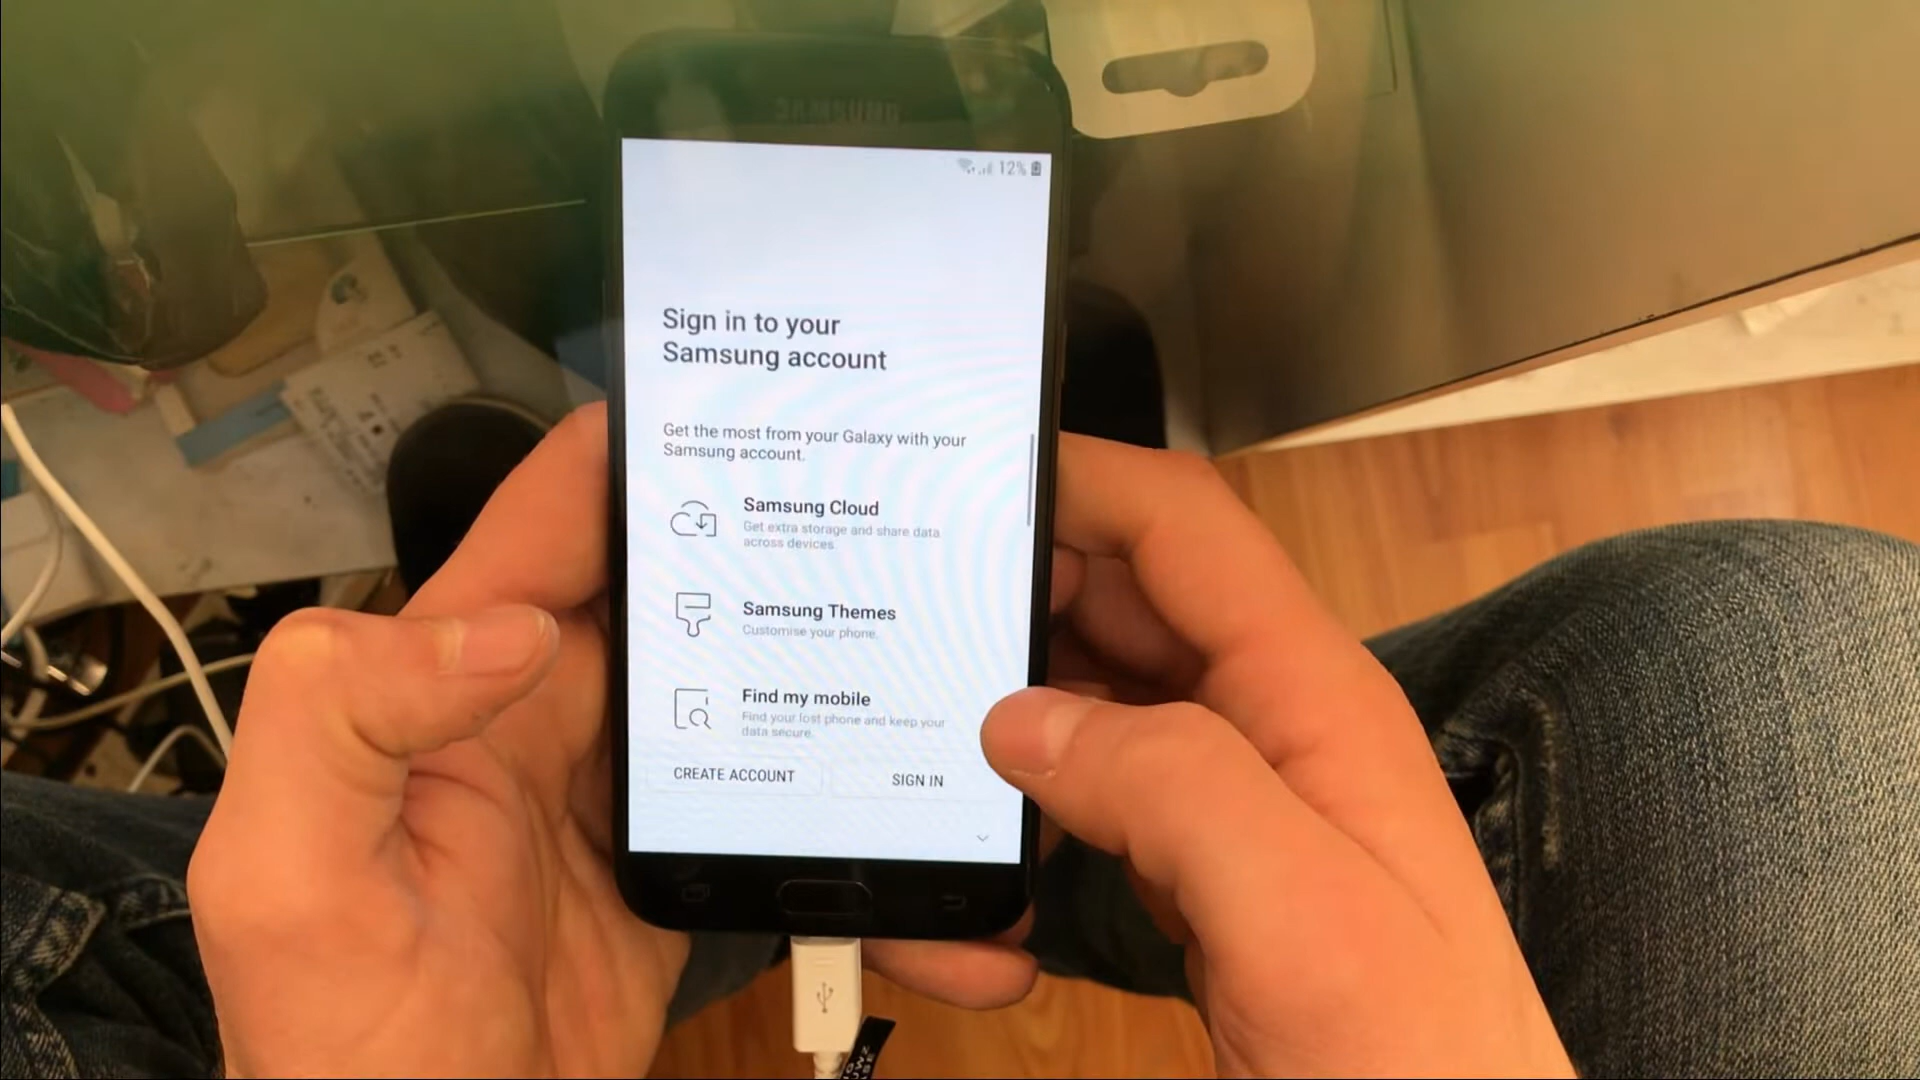 SAMSUNG
12%
Sign in to your
Samsung account
Get the most from your Galaxy with your
Samsung account.
Samsung Cloud
Get extra storage and share data
across devices.
Samsung Themes
Customise your phone.
Find my mobile
Find your lost phone and keep your
data secure.
CREATE ACCOUNT
SIGN IN